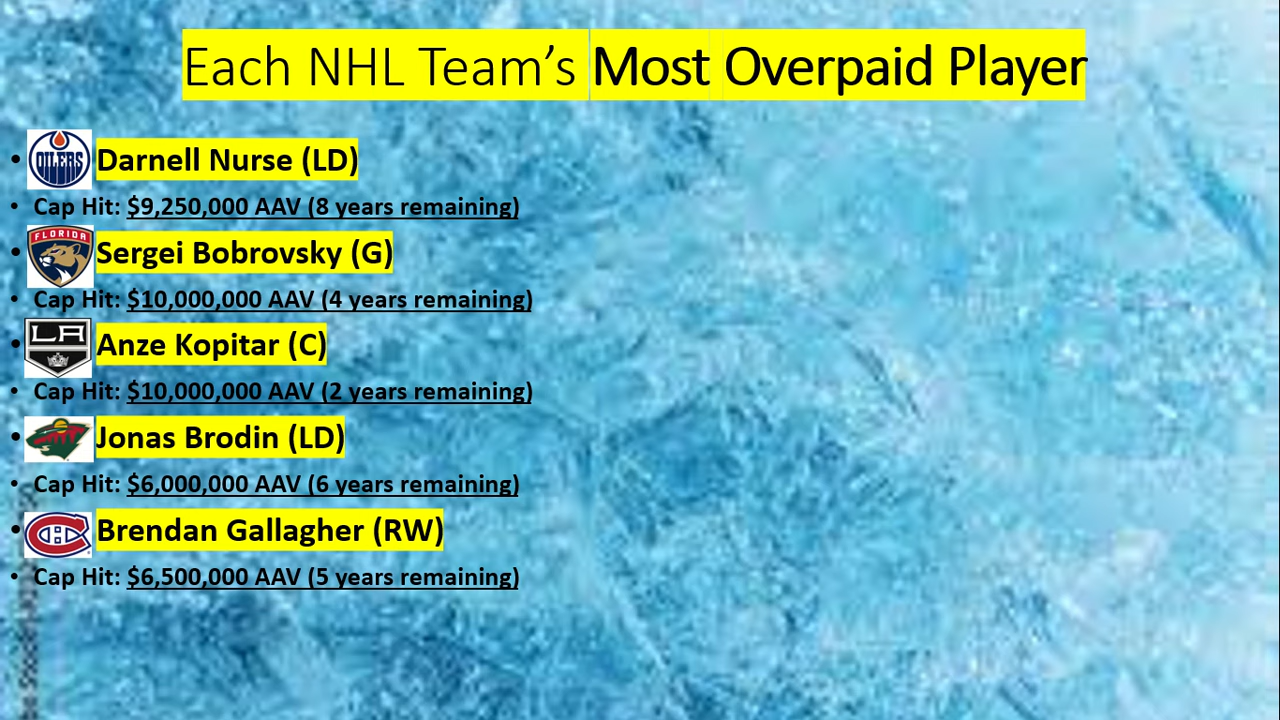 Each NHL Team's Most Overpaid Player
• OILERS Darnell Nurse (LD)
• Cap Hit: $9,250,000 AAV (8 years remaining)
• FLORIDA Sergei Bobrovsky (G)
• Cap Hit: $10,000,000 AAV (4 years remaining)
• LA Anze Kopitar (C)
• Cap Hit: $10,000,000 AAV (2 years remaining)
• Jonas Brodin (LD)
• Cap Hit: $6,000,000 AAV (6 years remaining)
• Brendan Gallagher (RW)
• Cap Hit: $6,500,000 AAV (5 years remaining)